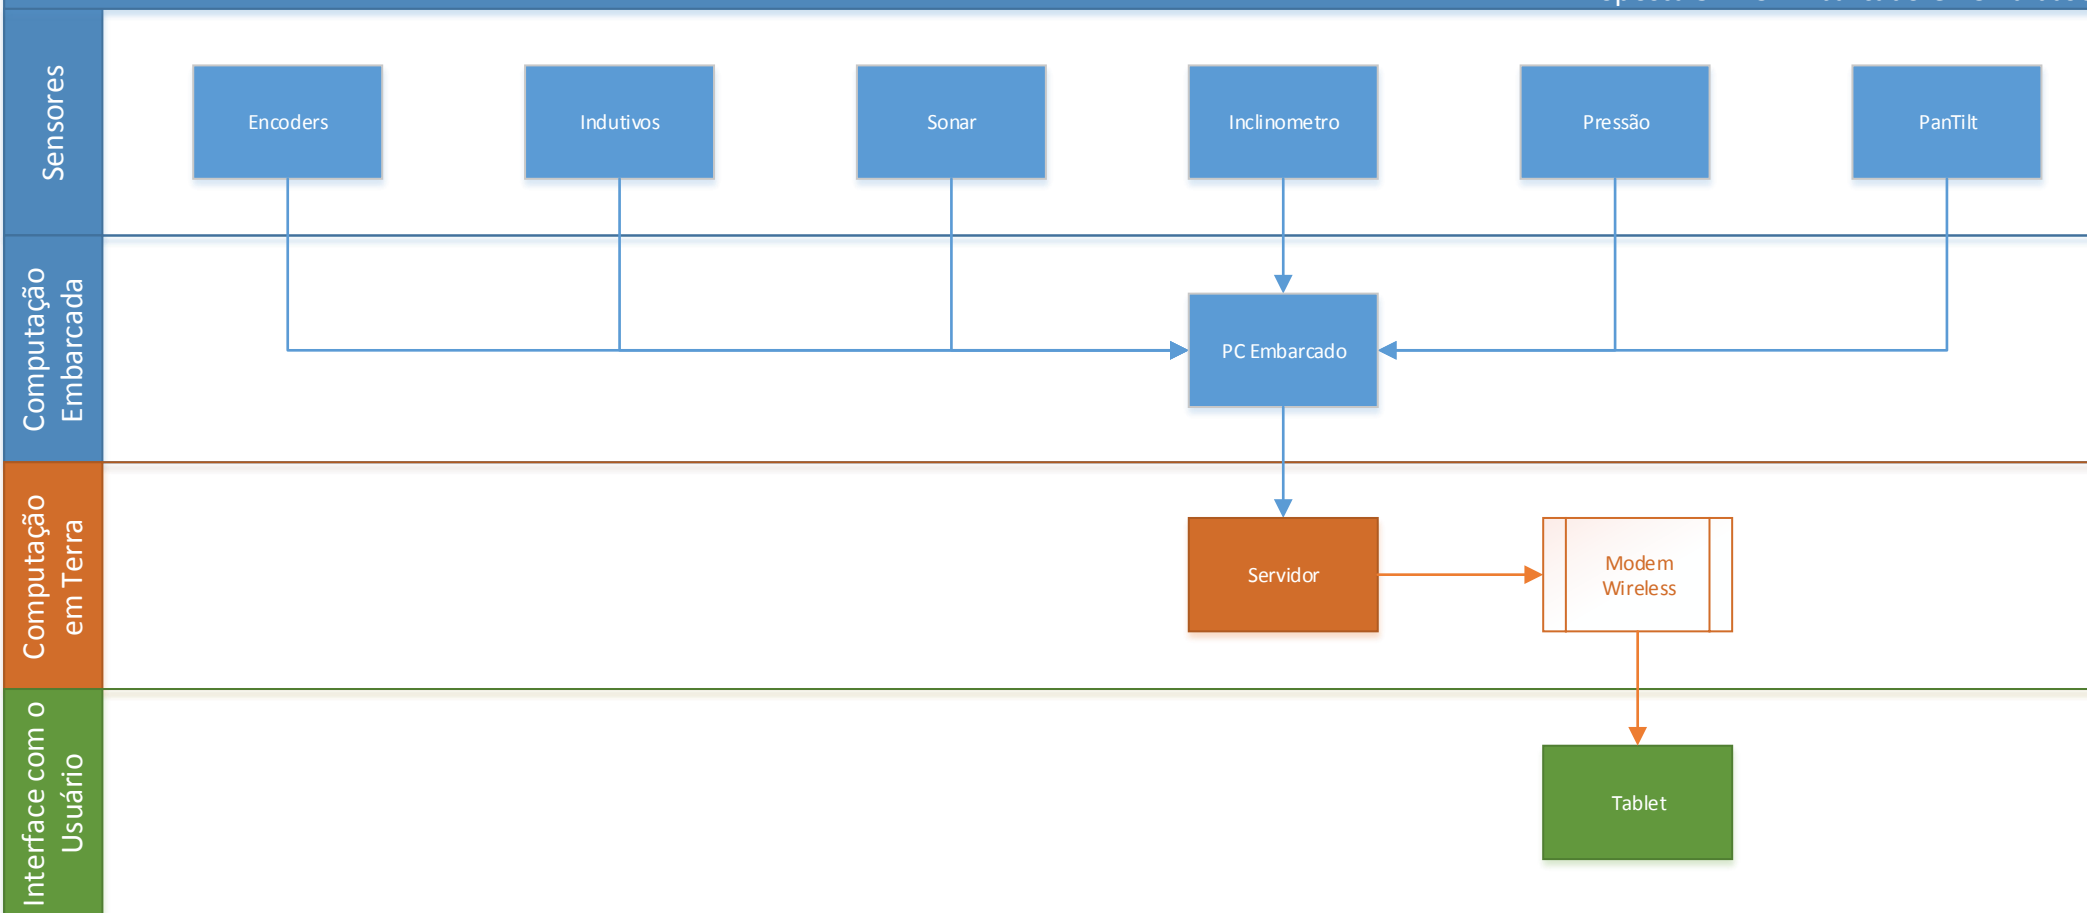 Sensores
Encoders
Indutivos
Sonar
Inclinometro
Pressão
PanTilt
Computação
Embarcada
PC Embarcado
Computação
em Terra
Servidor
Modem
Wireless
Interface com o
Usuário
Tablet